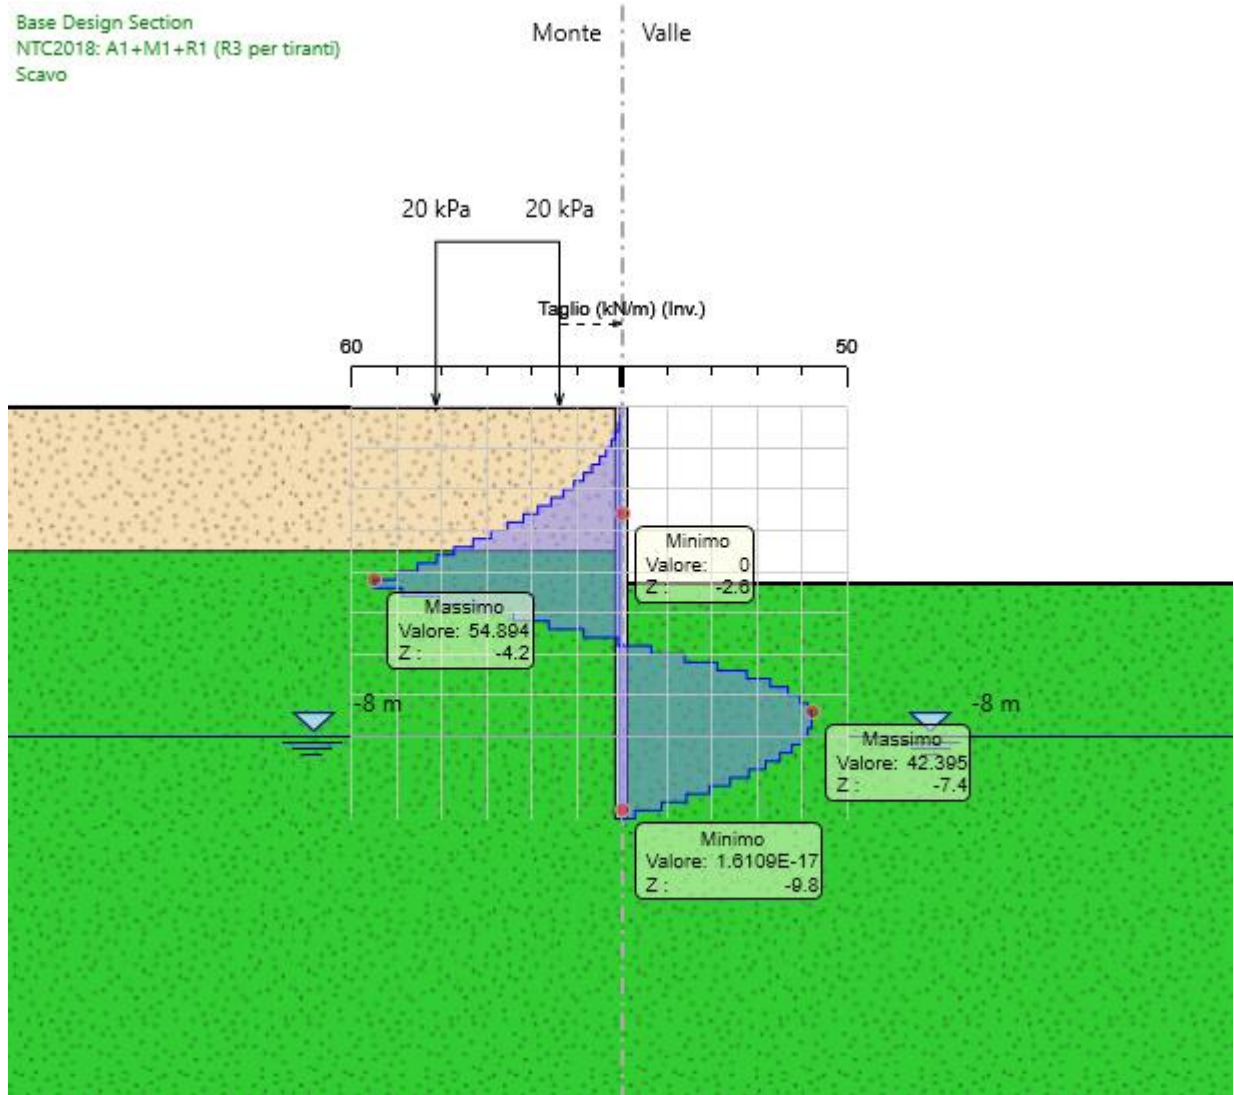 Base Design Section
NTC2018: A1+M1+R1 (R3 per tiranti)
Scavo
Monte
Valle
20 kPa
20 kPa
Taglio (kN/m) (Inv.)
60
50
Minimo
Valore: 0
Z : -2.6
Massimo
Valore: 54.894
Z : -4.2
-8 m
-8 m
Massimo
Valore: 42.395
Z : -7.4
Minimo
Valore: 1.6109E-17
Z : -9.8